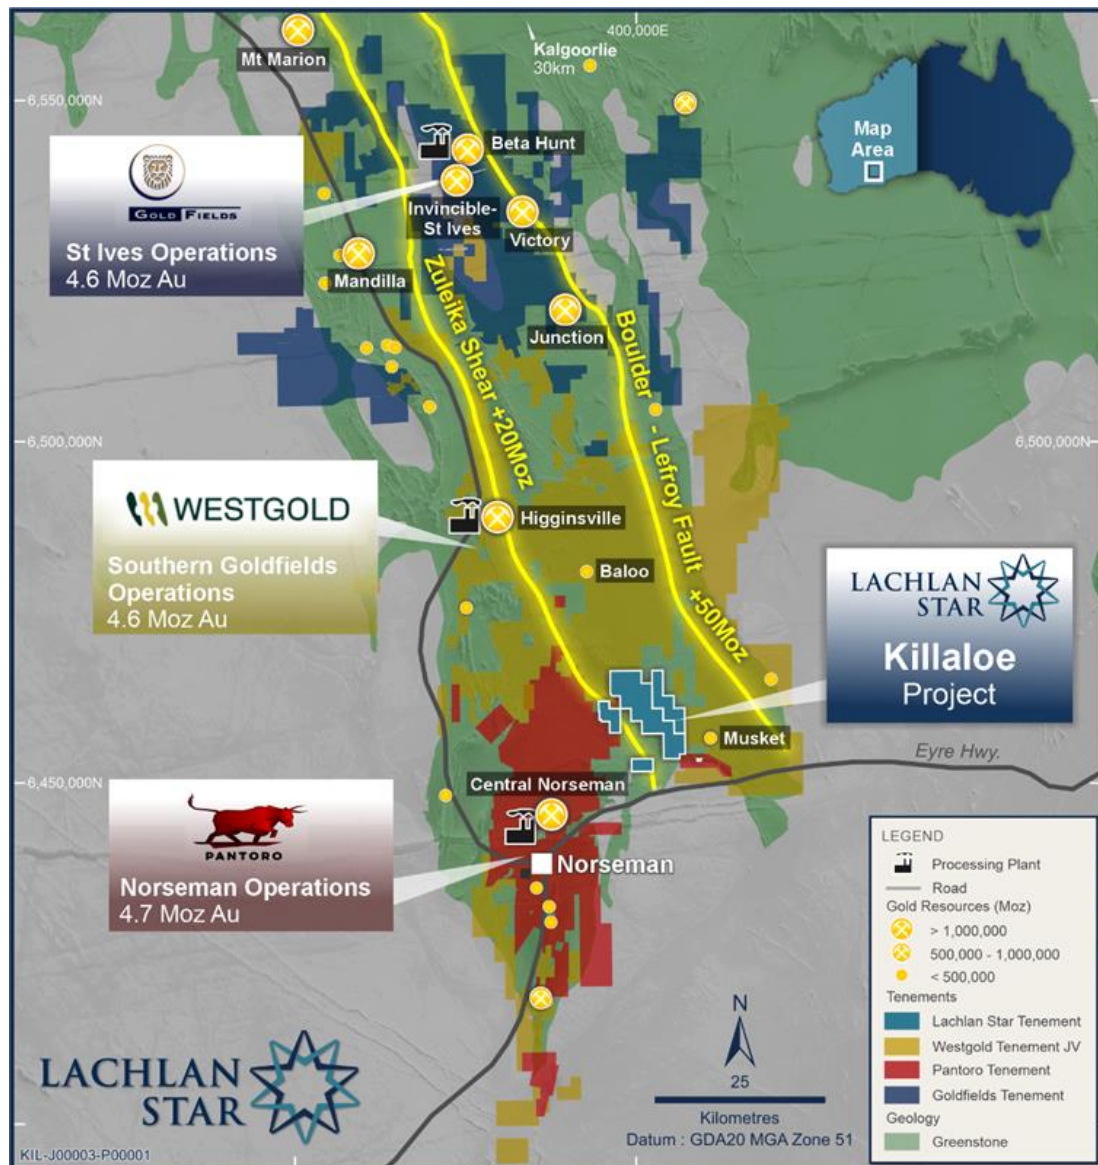 400,000E
Kalgoorlie
30km
Mt Marion
6,550,000N
Map
Area
Beta Hunt
GOLD FIELDS
St Ives Operations
4.6 Moz Au
Invincible-
St Ives
Victory
Mandilla
Junction
Zuleika Shear +20Moz
Boulder - Lefroy Fault +50Moz
6,500,000N
6,500,000N
WESTGOLD
Southern Goldfields
Operations
4.6 Moz Au
Higginsville
Baloo
LACHLAN
STAR
Killaloe
Project
Musket
Eyre Hwy.
6,450,000N
Central Norseman
PANTORO
Norseman Operations
4.7 Moz Au
Norseman
LEGEND
Processing Plant
Road
Gold Resources (Moz)
> 1,000,000
500,000 - 1,000,000
< 500,000
Tenements
Lachlan Star Tenement
Westgold Tenement JV
Pantoro Tenement
Goldfields Tenement
Geology
Greenstone
N
25
Kilometres
Datum : GDA20 MGA Zone 51
LACHLAN
STAR
KIL-J00003-P00001